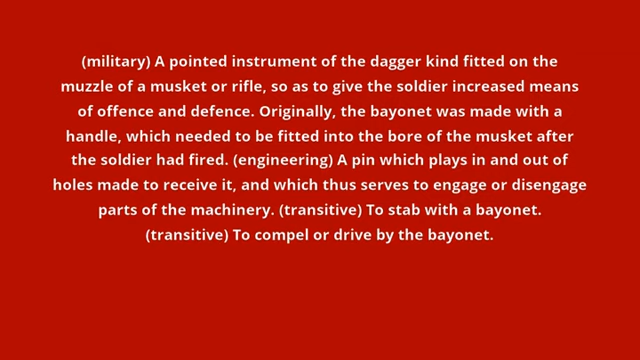 (military) A pointed instrument of the dagger kind fitted on the
muzzle of a musket or rifle, so as to give the soldier increased means
of offence and defence. Originally, the bayonet was made with a
handle, which needed to be fitted into the bore of the musket after
the soldier had fired. (engineering) A pin which plays in and out of
holes made to receive it, and which thus serves to engage or disengage
parts of the machinery. (transitive) To stab with a bayonet.
(transitive) To compel or drive by the bayonet.